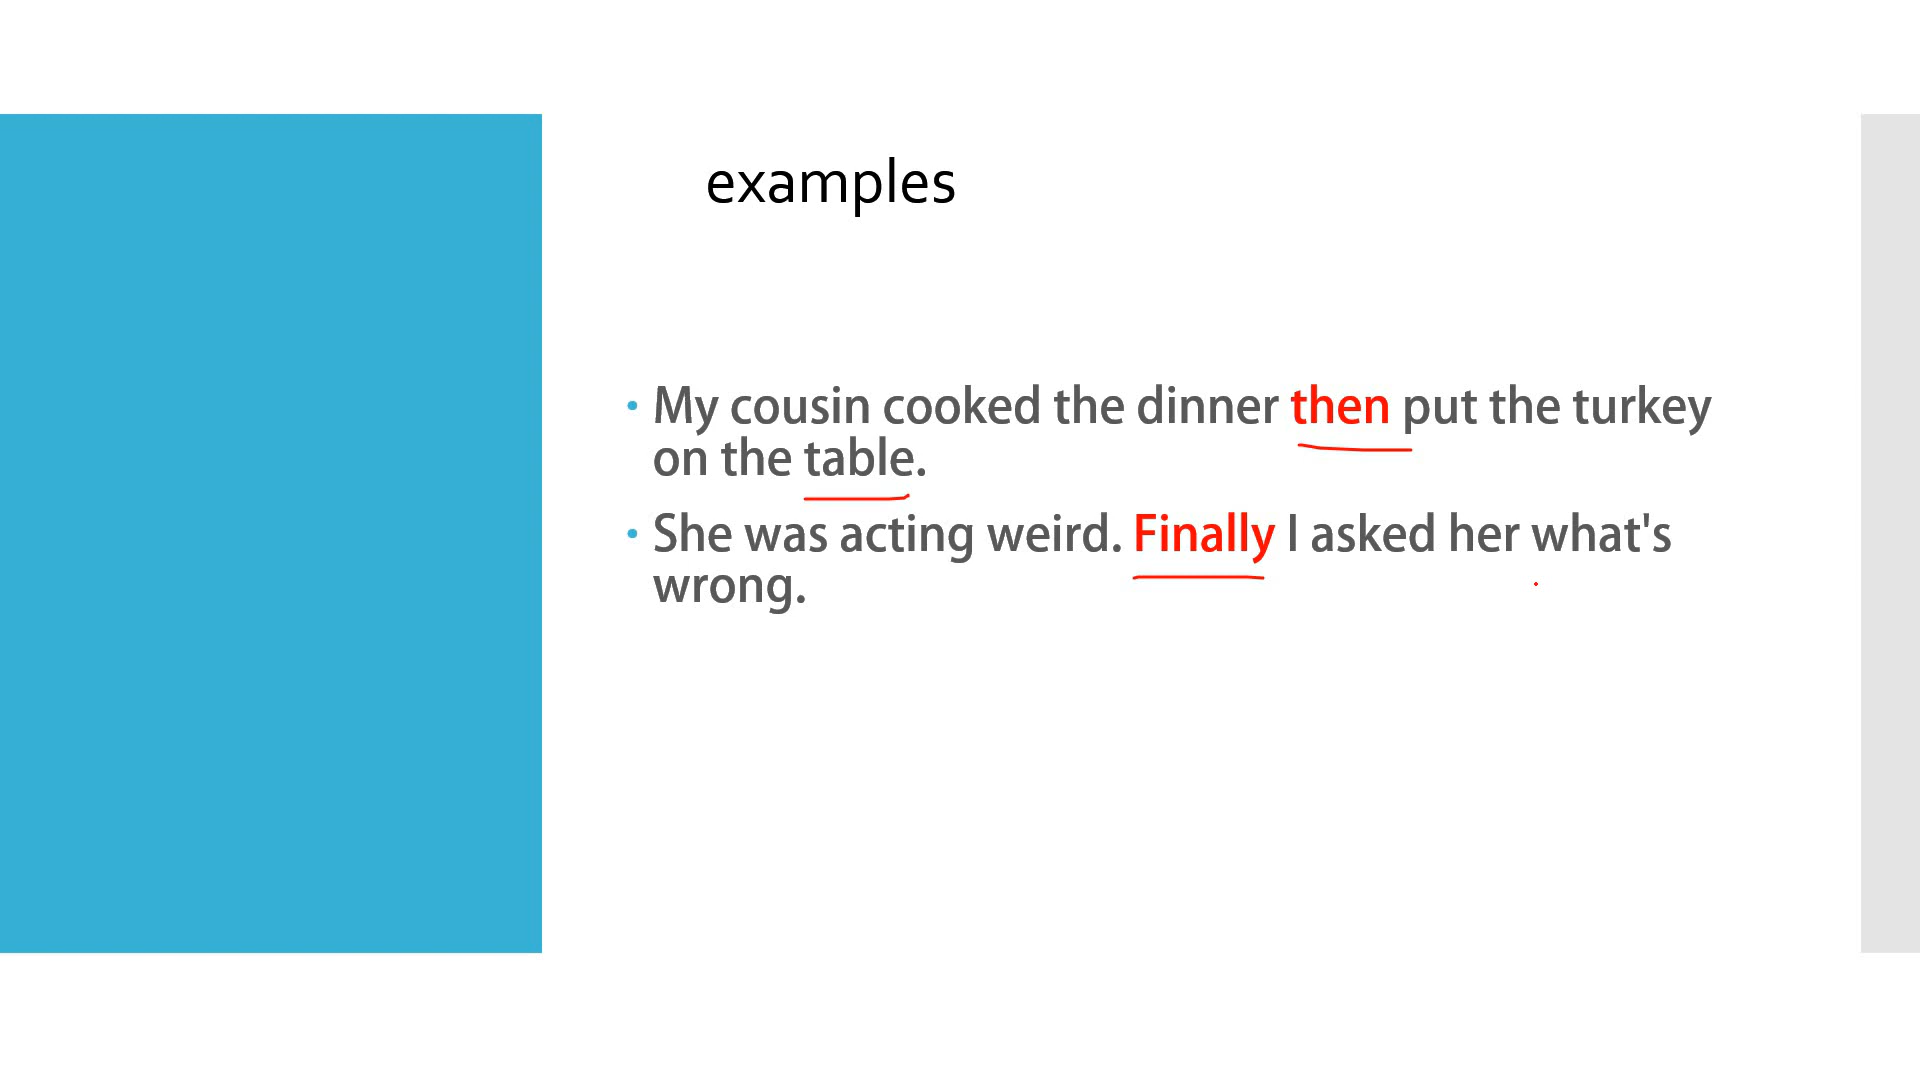 examples
• My cousin cooked the dinner then put the turkey
on the table.
• She was acting weird. Finally I asked her what's
wrong.